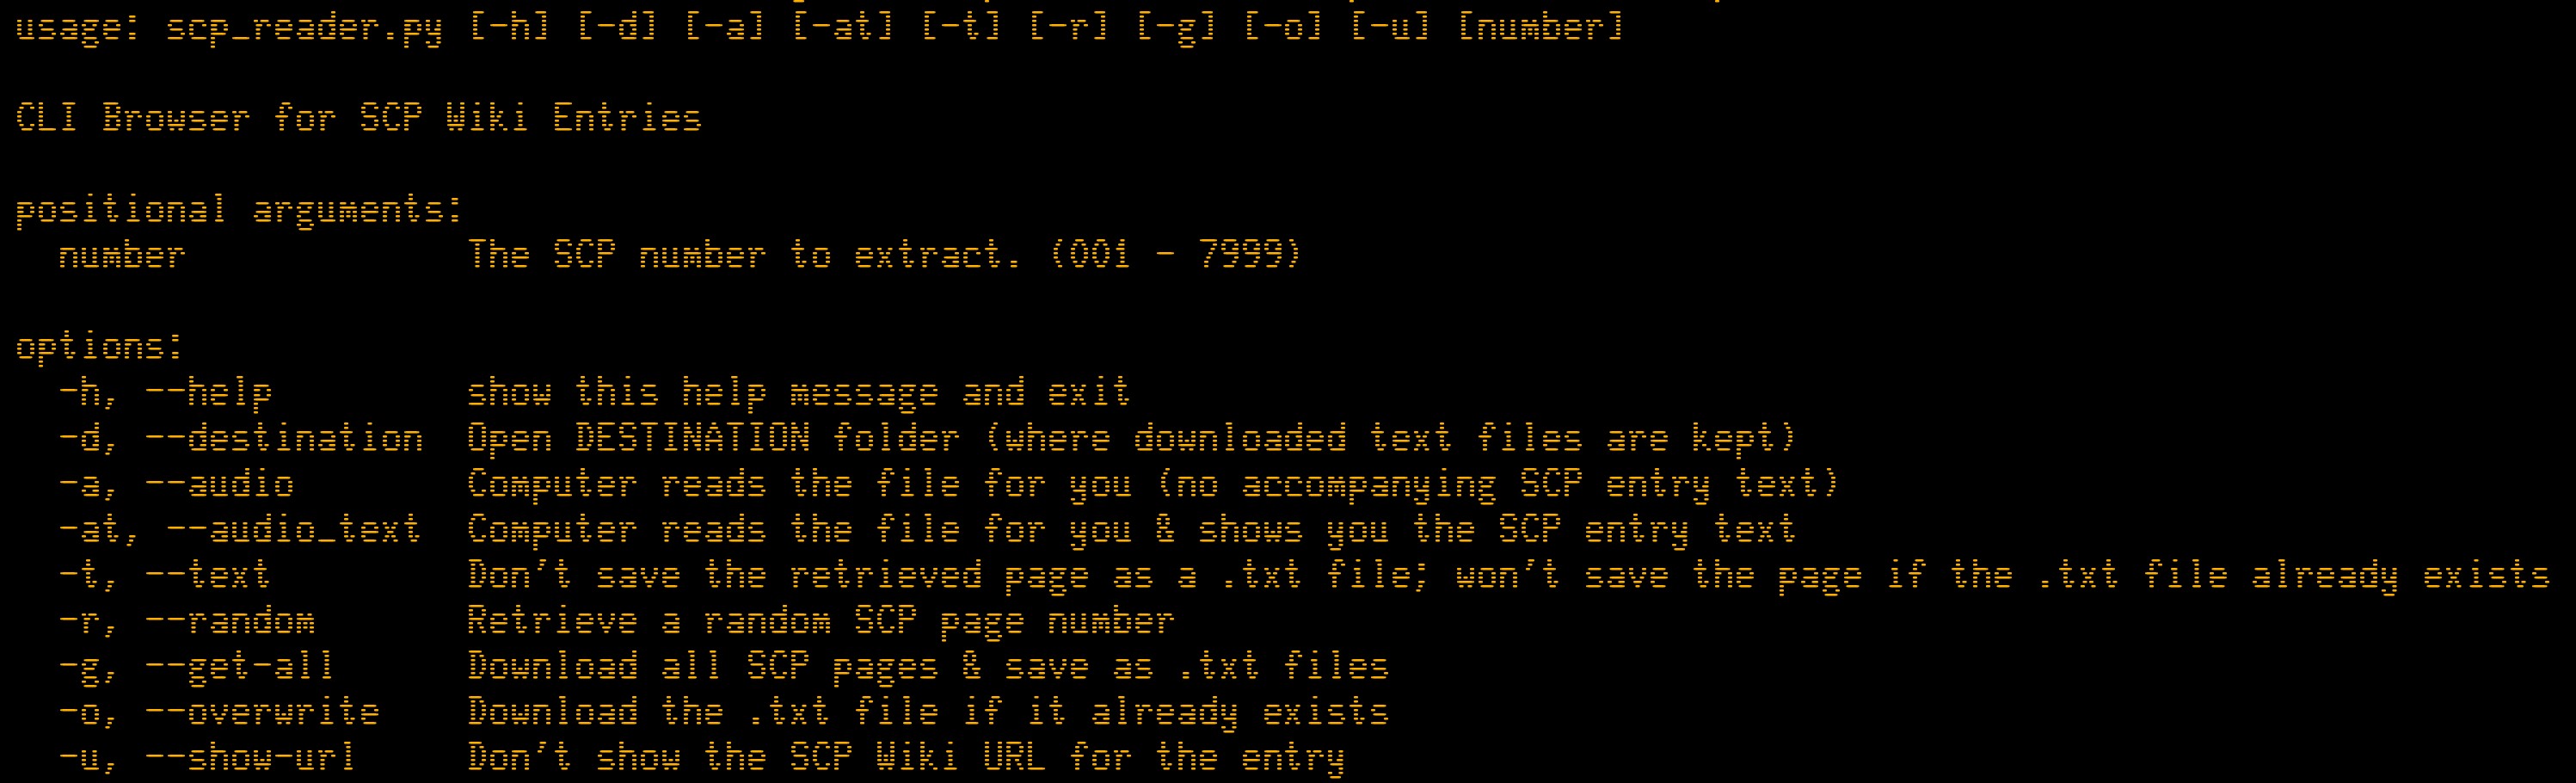 usage: scp_reader.py [-h] [-d] [-a] [-at] [-t] [-r] [-g] [-o] [-u] [number]
CLI Browser for SCP Wiki Entries
positional arguments:
  number             The SCP number to extract. (001 - 7999)
options:
  -h, --help         show this help message and exit
  -d, --destination  Open DESTINATION folder (where downloaded text files are kept)
  -a, --audio        Computer reads the file for you (no accompanying SCP entry text)
  -at, --audio_text  Computer reads the file for you & shows you the SCP entry text
  -t, --text         Don't save the retrieved page as a .txt file; won't save the page if the .txt file already exists
  -r, --random       Retrieve a random SCP page number
  -g, --get-all      Download all SCP pages & save as .txt files
  -o, --overwrite    Download the .txt file if it already exists
  -u, --show-url     Don't show the SCP Wiki URL for the entry